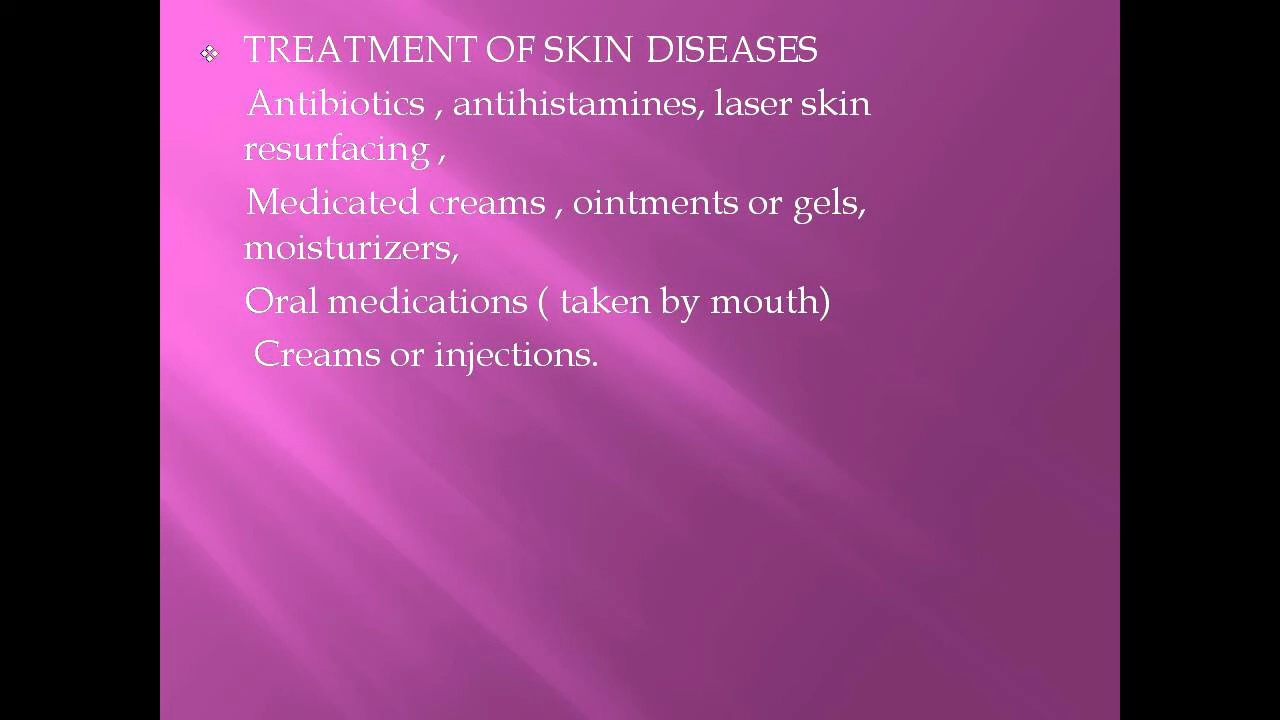 ❖ TREATMENT OF SKIN DISEASES
Antibiotics , antihistamines, laser skin
resurfacing ,
Medicated creams , ointments or gels,
moisturizers,
Oral medications ( taken by mouth)
Creams or injections.